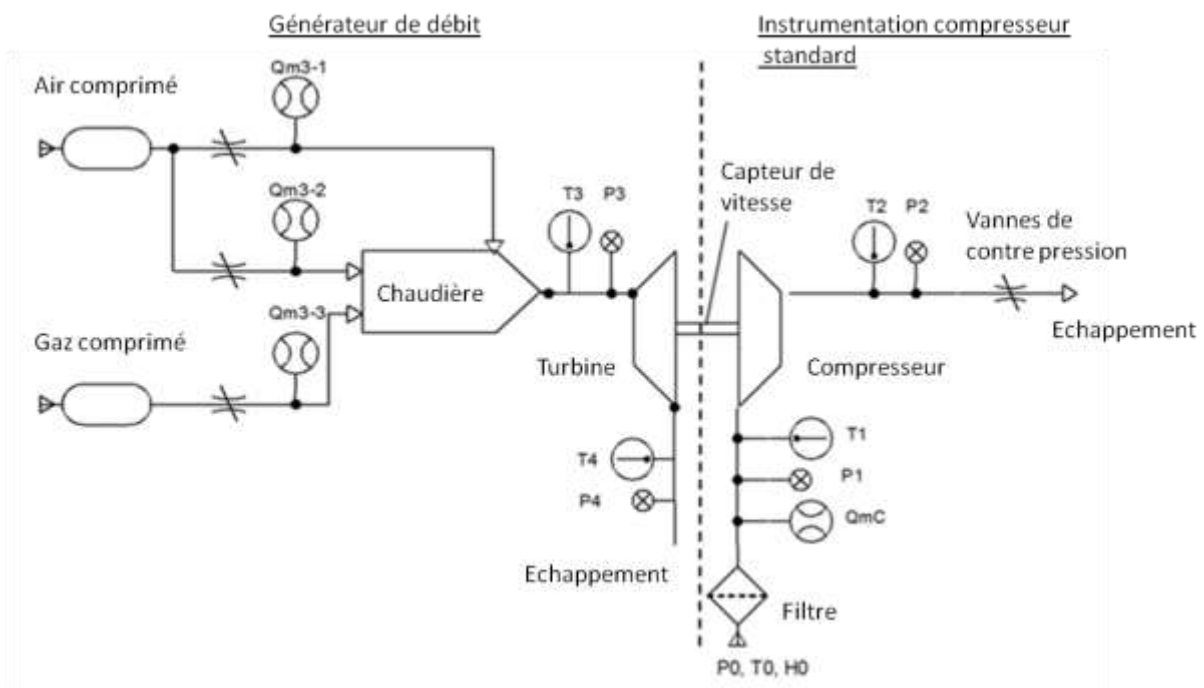 Générateur de débit
Instrumentation compresseur
standard
Qm3-1
Air comprimé
Qm3-2
Capteur de
vitesse
T3
P3
T2
P2
Vannes de
contre pression
Chaudière
Qm3-3
Gaz comprimé
Echappement
Turbine
Compresseur
T4
T1
P4
P1
QmC
Echappement
Filtre
P0, T0, H0